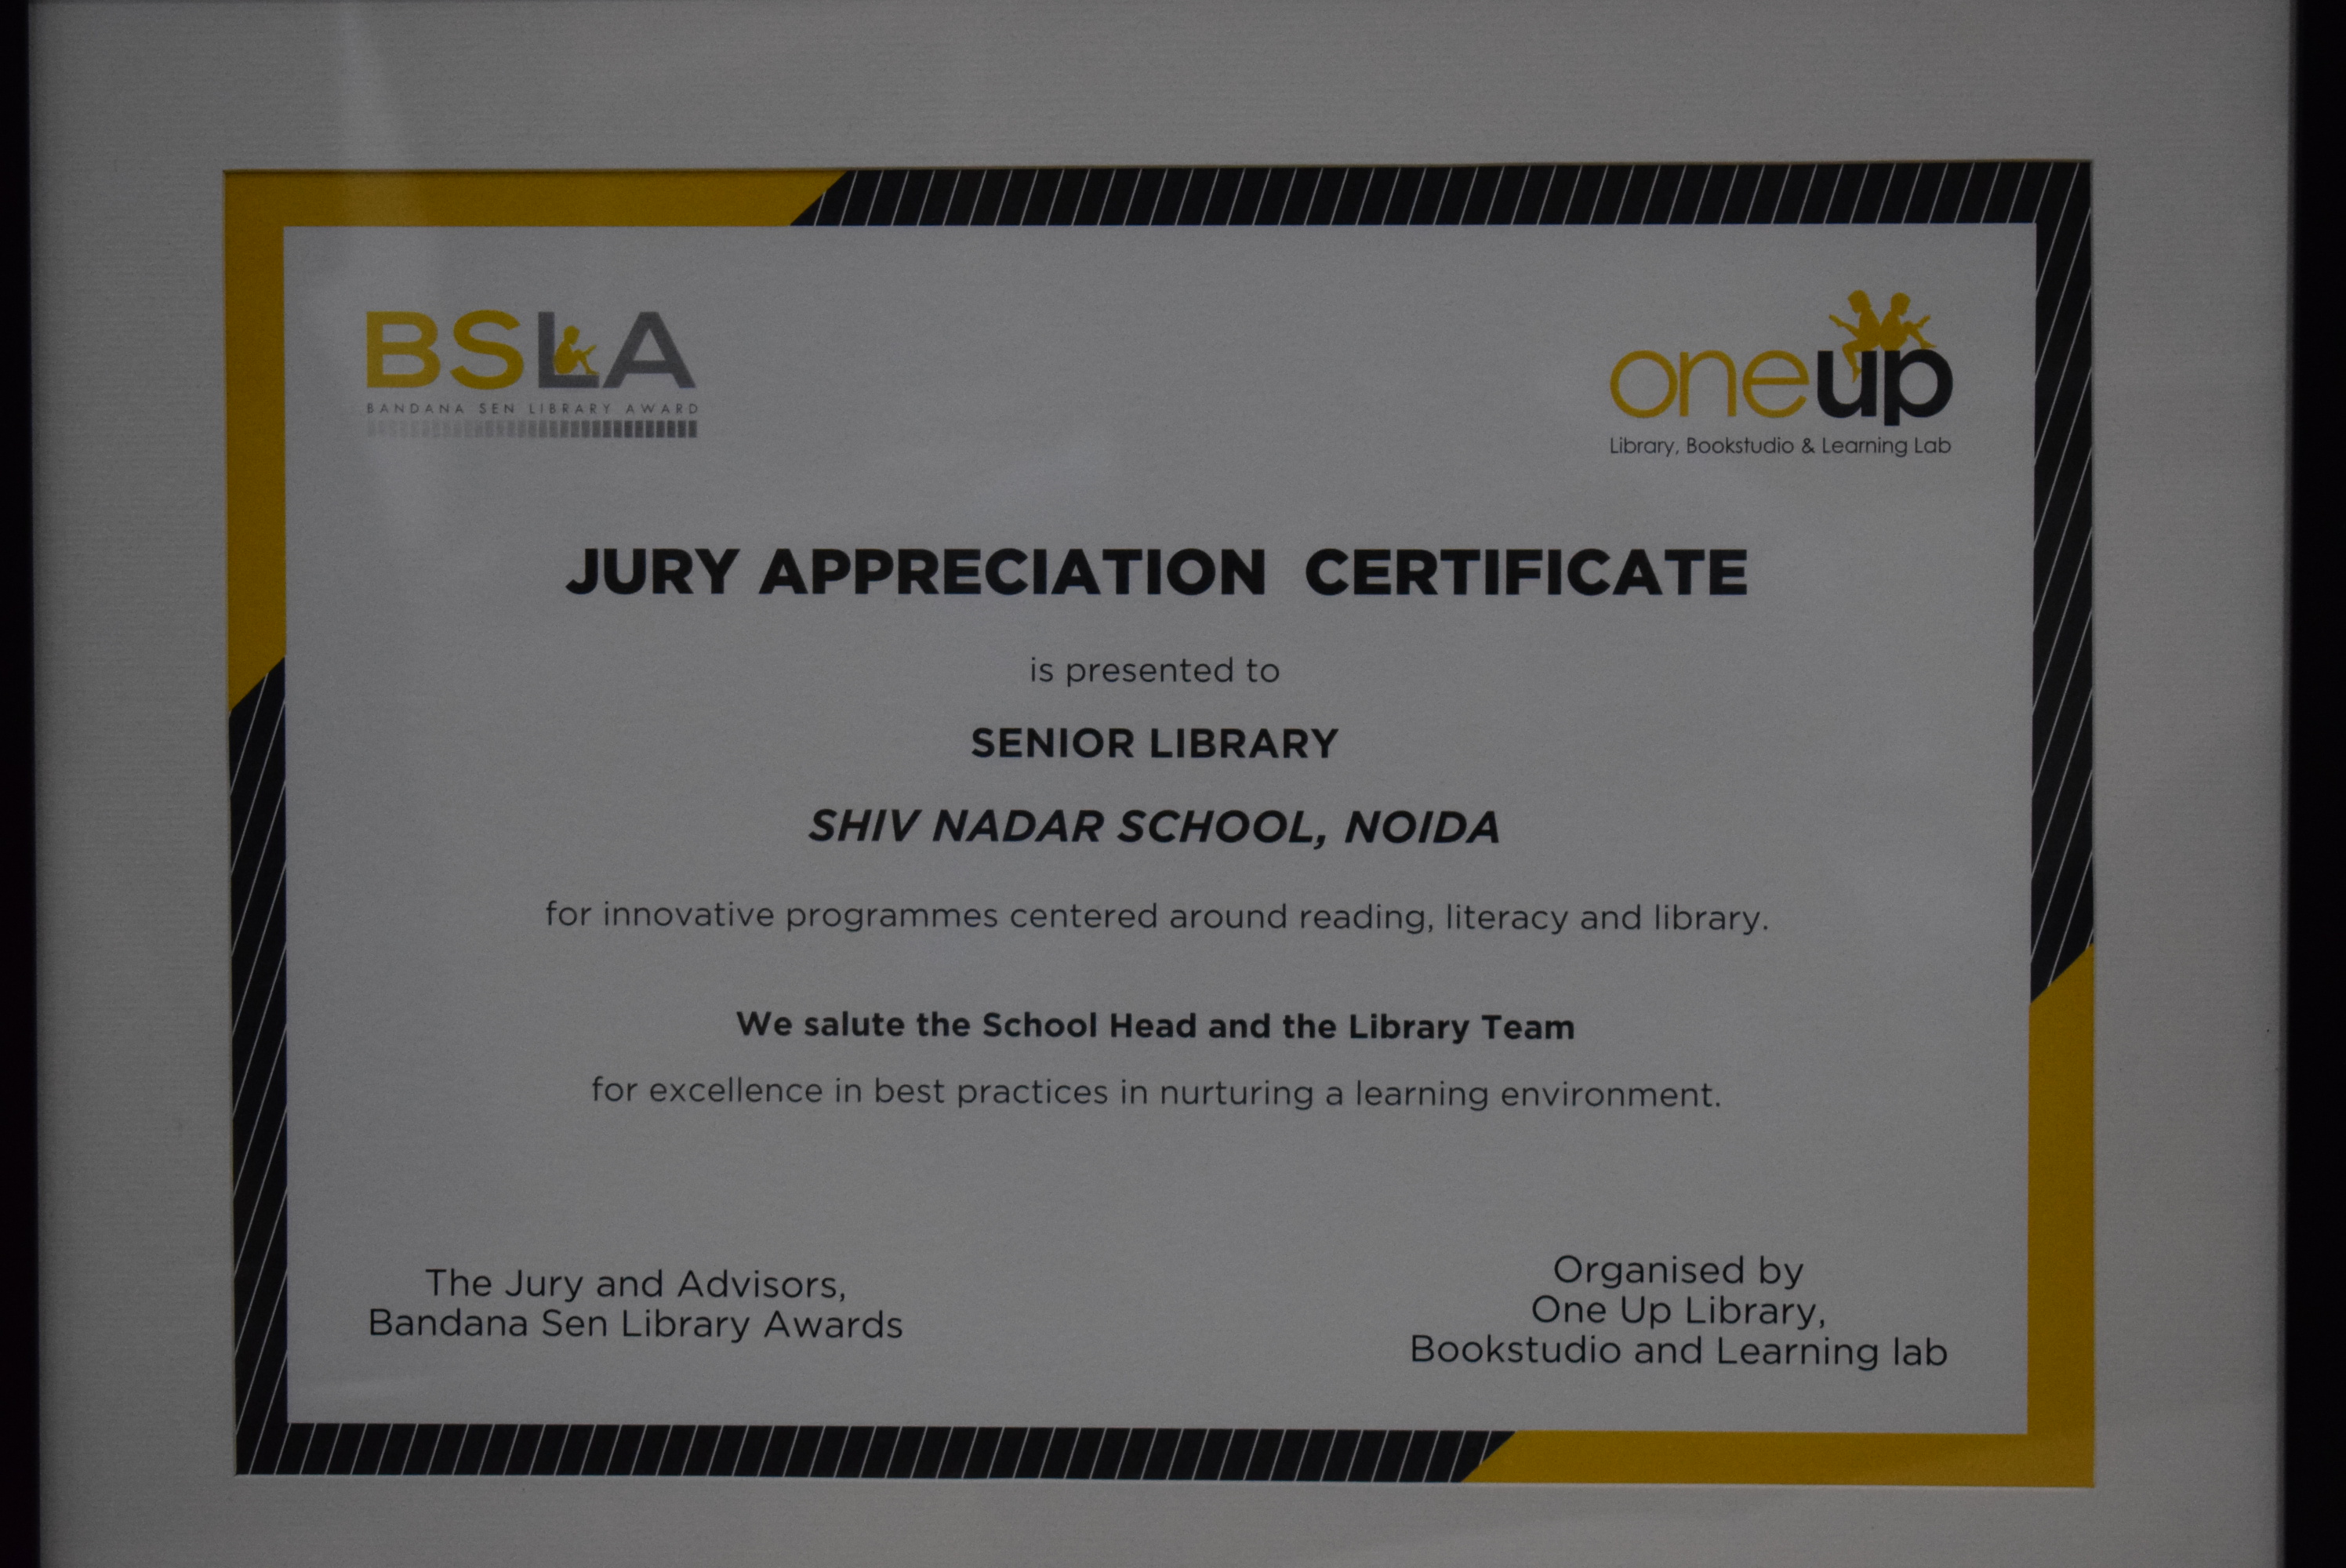 BSLA
BANDANA SEN LIBRARY AWARD
oneup
Library, Bookstudio & Learning Lab
JURY APPRECIATION CERTIFICATE
is presented to
SENIOR LIBRARY
SHIV NADAR SCHOOL, NOIDA
for innovative programmes centered around reading, literacy and library.
We salute the School Head and the Library Team
for excellence in best practices in nurturing a learning environment.
The Jury and Advisors,
Bandana Sen Library Awards
Organised by
One Up Library,
Bookstudio and Learning lab